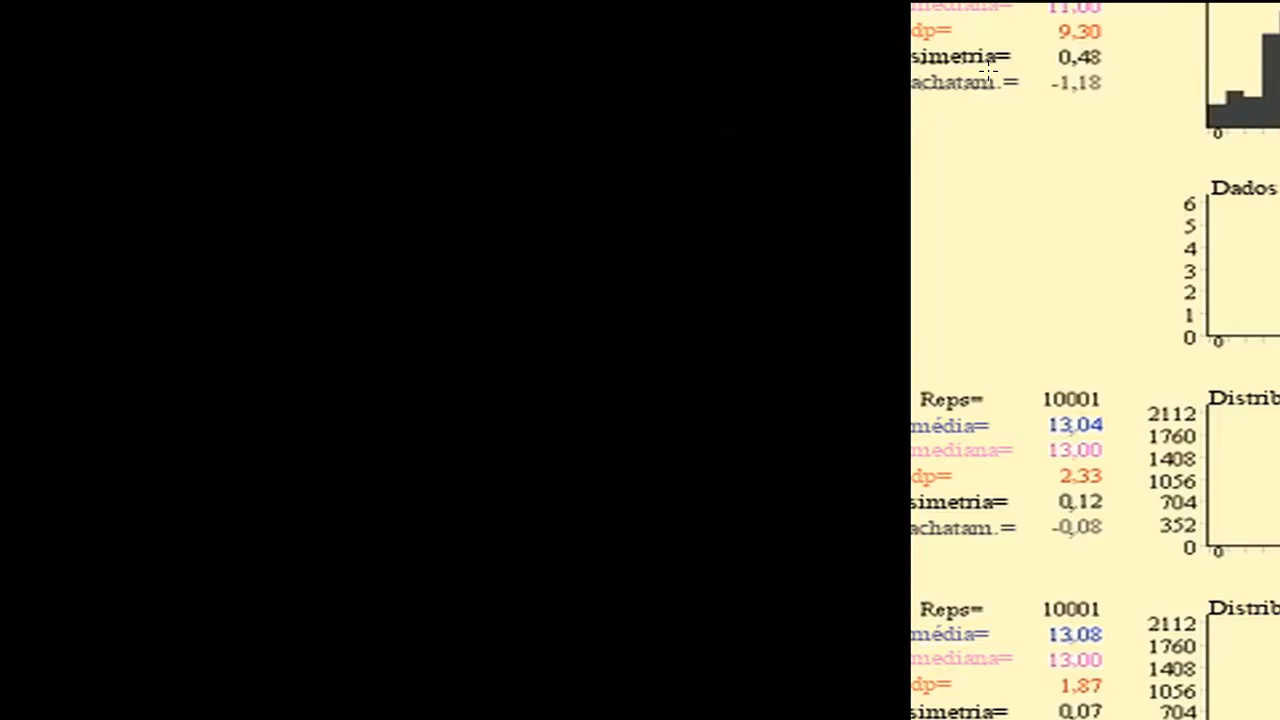 mediana= 11,00
dp= 9,30
simetria= 0,48
achatam.= -1,18
0
Dados
6
5
4
3
2
1
0
0
Reps= 10001
média= 13,04
mediana= 13,00
dp= 2,33
simetria= 0,12
achatam.= -0,08
Distrib
2112
1760
1408
1056
704
352
0
0
Reps= 10001
média= 13,08
mediana= 13,00
dp= 1,87
simetria= 0,07
Distrib
2112
1760
1408
1056
704